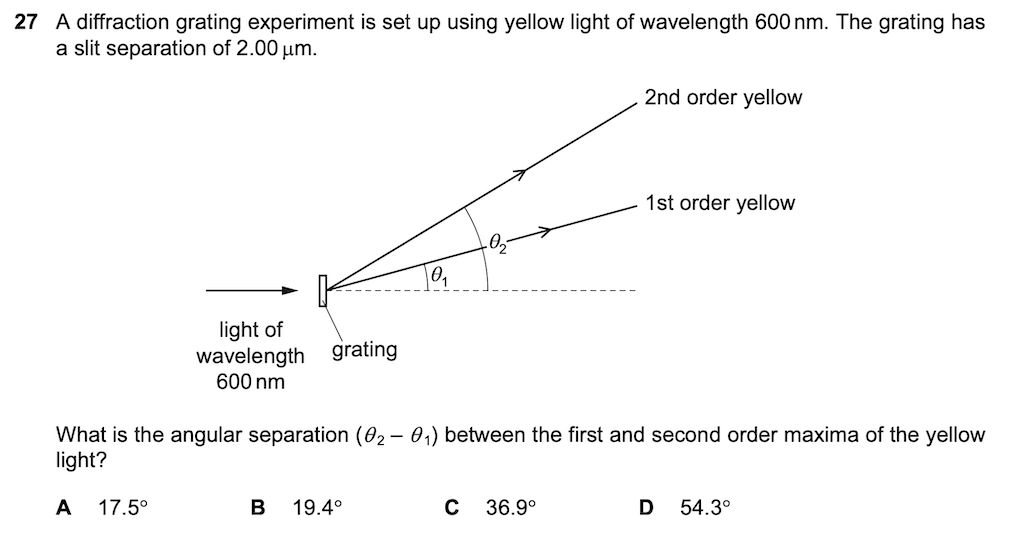 27 A diffraction grating experiment is set up using yellow light of wavelength 600 nm. The grating has
a slit separation of 2.00 μm.
2nd order yellow
1st order yellow
θ2
θ1
light of
wavelength
600 nm
grating
What is the angular separation (θ2 – θ1) between the first and second order maxima of the yellow
light?
A 17.5° B 19.4° C 36.9° D 54.3°